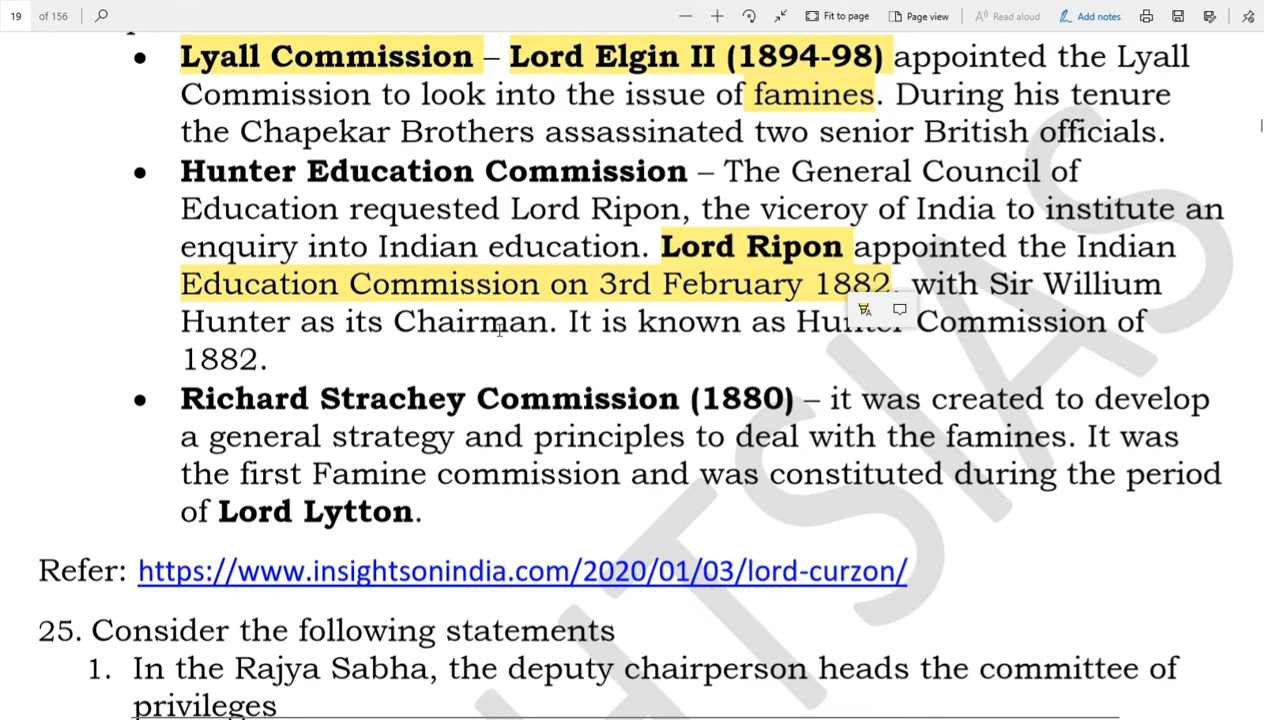 19 of 156 Fit to page Page view Read aloud Add notes
• Lyall Commission – Lord Elgin II (1894-98) appointed the Lyall
Commission to look into the issue of famines. During his tenure
the Chapekar Brothers assassinated two senior British officials.
• Hunter Education Commission – The General Council of
Education requested Lord Ripon, the viceroy of India to institute an
enquiry into Indian education. Lord Ripon appointed the Indian
Education Commission on 3rd February 1882, with Sir Willium
Hunter as its Chairman. It is known as Hunter Commission of
1882.
• Richard Strachey Commission (1880) – it was created to develop
a general strategy and principles to deal with the famines. It was
the first Famine commission and was constituted during the period
of Lord Lytton.
Refer: https://www.insightsonindia.com/2020/01/03/lord-curzon/
25. Consider the following statements
1. In the Rajya Sabha, the deputy chairperson heads the committee of
privileges